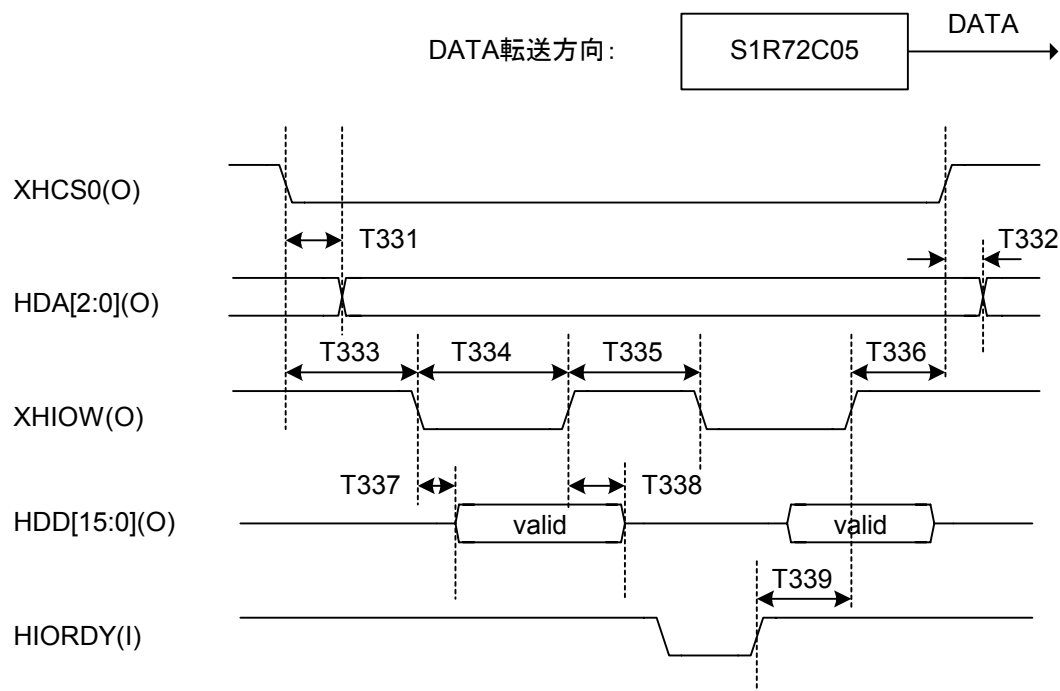 DATA転送方向:
S1R72C05
DATA
XHCS0(O)
T331
T332
HDA[2:0](O)
T333
T334
T335
T336
XHIOW(O)
T337
T338
HDD[15:0](O)
valid
valid
T339
HIORDY(I)